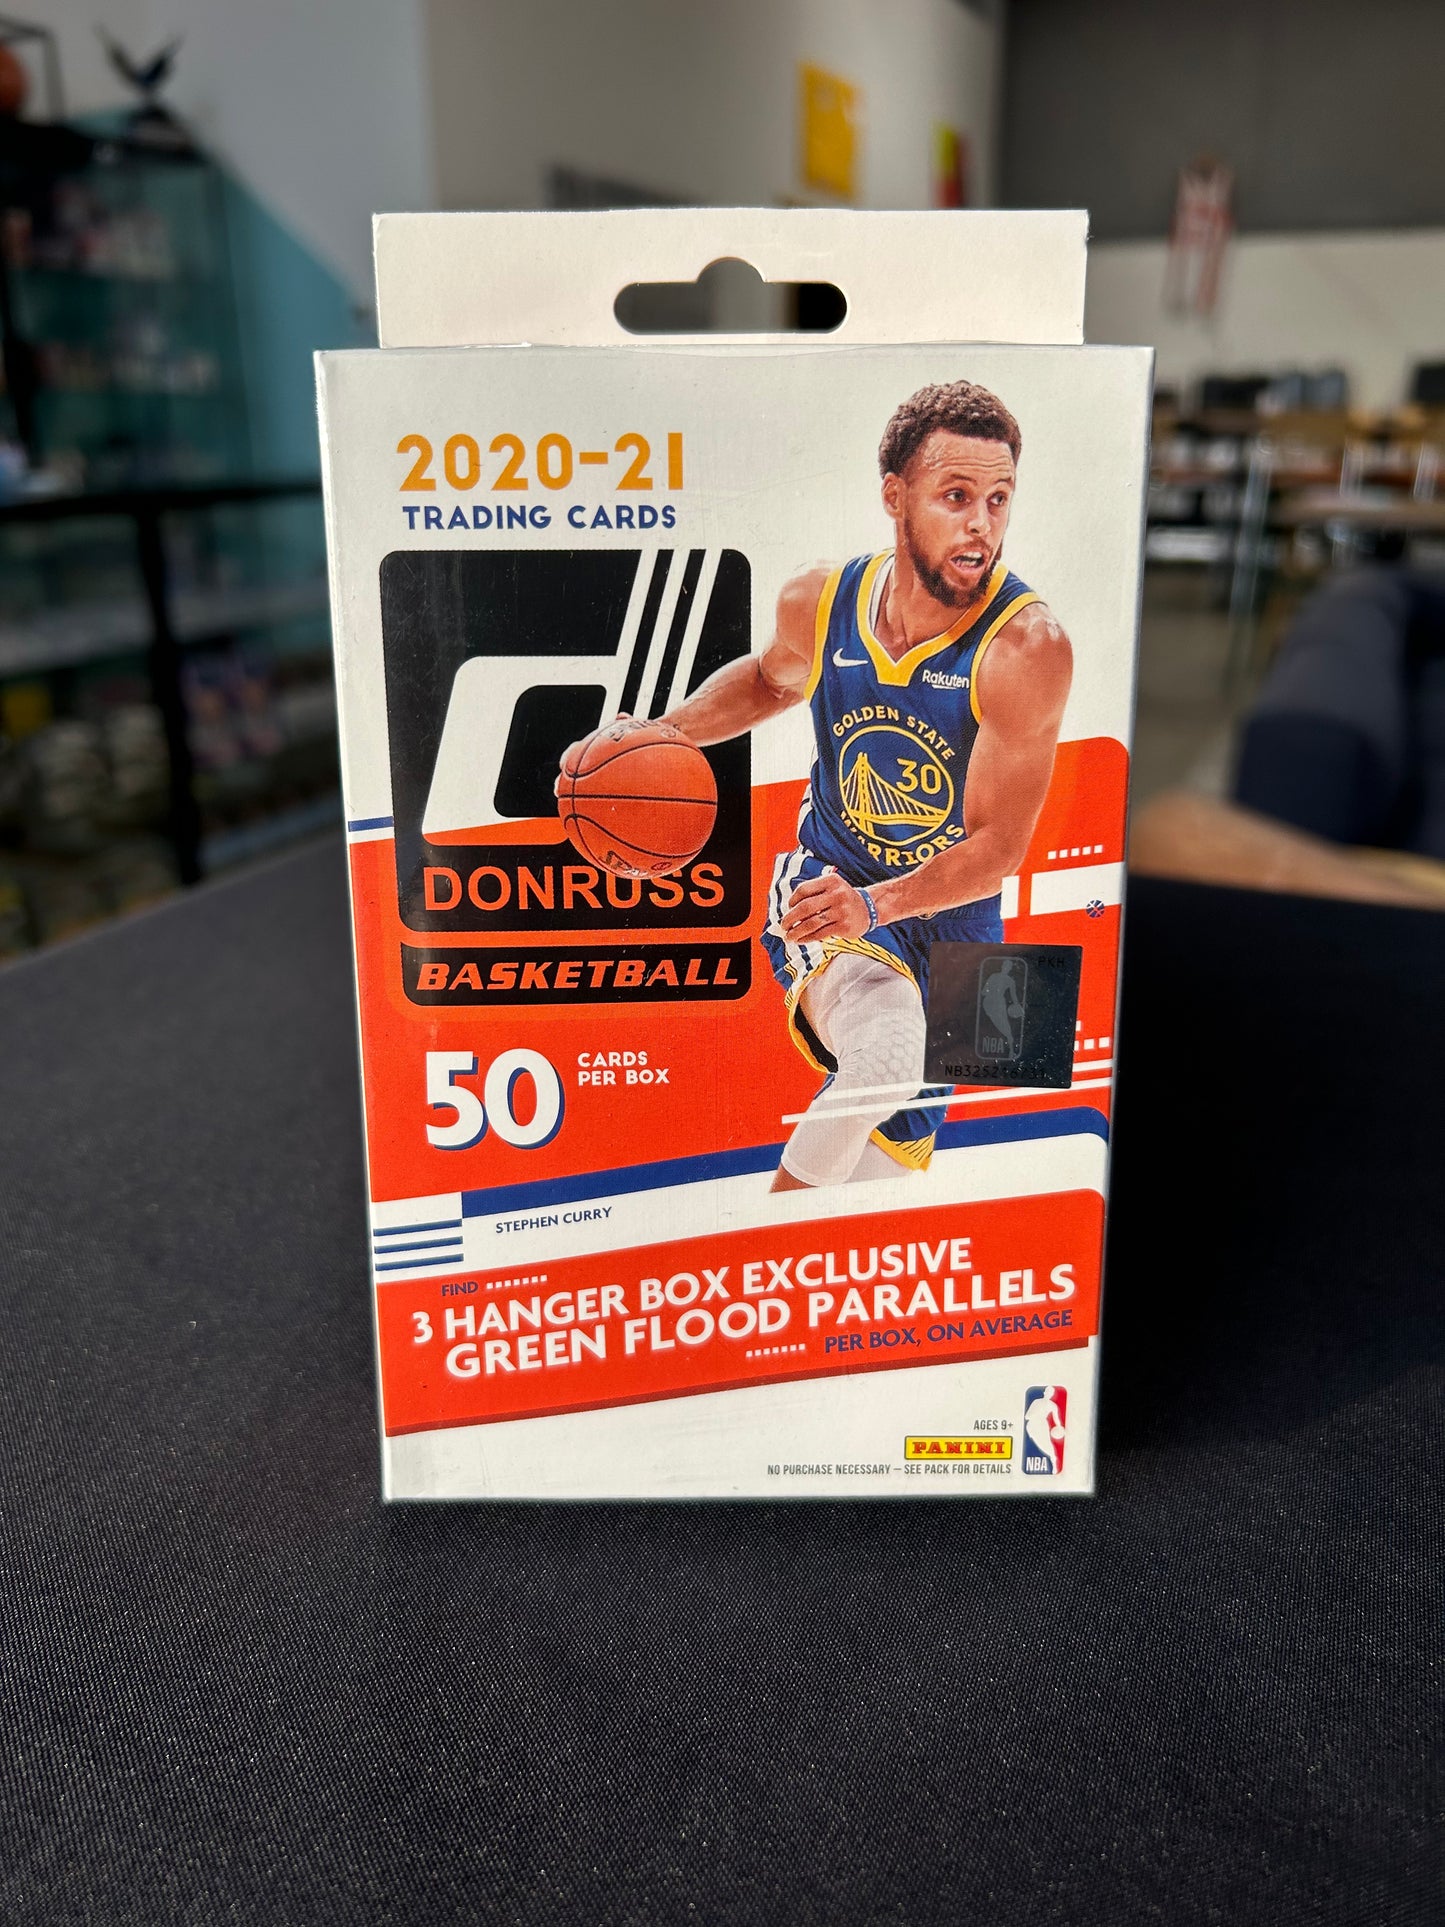 2020-21
TRADING CARDS
DONRUSS
BASKETBALL
Rakuten
GOLDEN STATE
30
WARRIORS
50
CARDS
PER BOX
PKH
NBA
STEPHEN CURRY
FIND
3 HANGER BOX EXCLUSIVE
GREEN FLOOD PARALLELS
PER BOX, ON AVERAGE
AGES 9+
PANINI
NO PURCHASE NECESSARY – SEE PACK FOR DETAILS
NBA